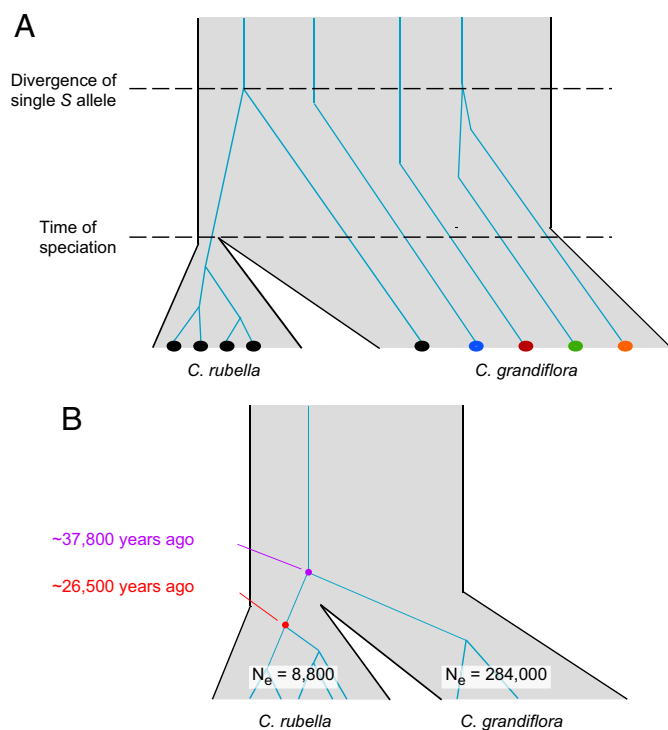 A
Divergence of
single S allele
Time of
speciation
C. rubella
C. grandiflora
B
~37,800 years ago
~26,500 years ago
Ne = 8,800
Ne = 284,000
C. rubella
C. grandiflora